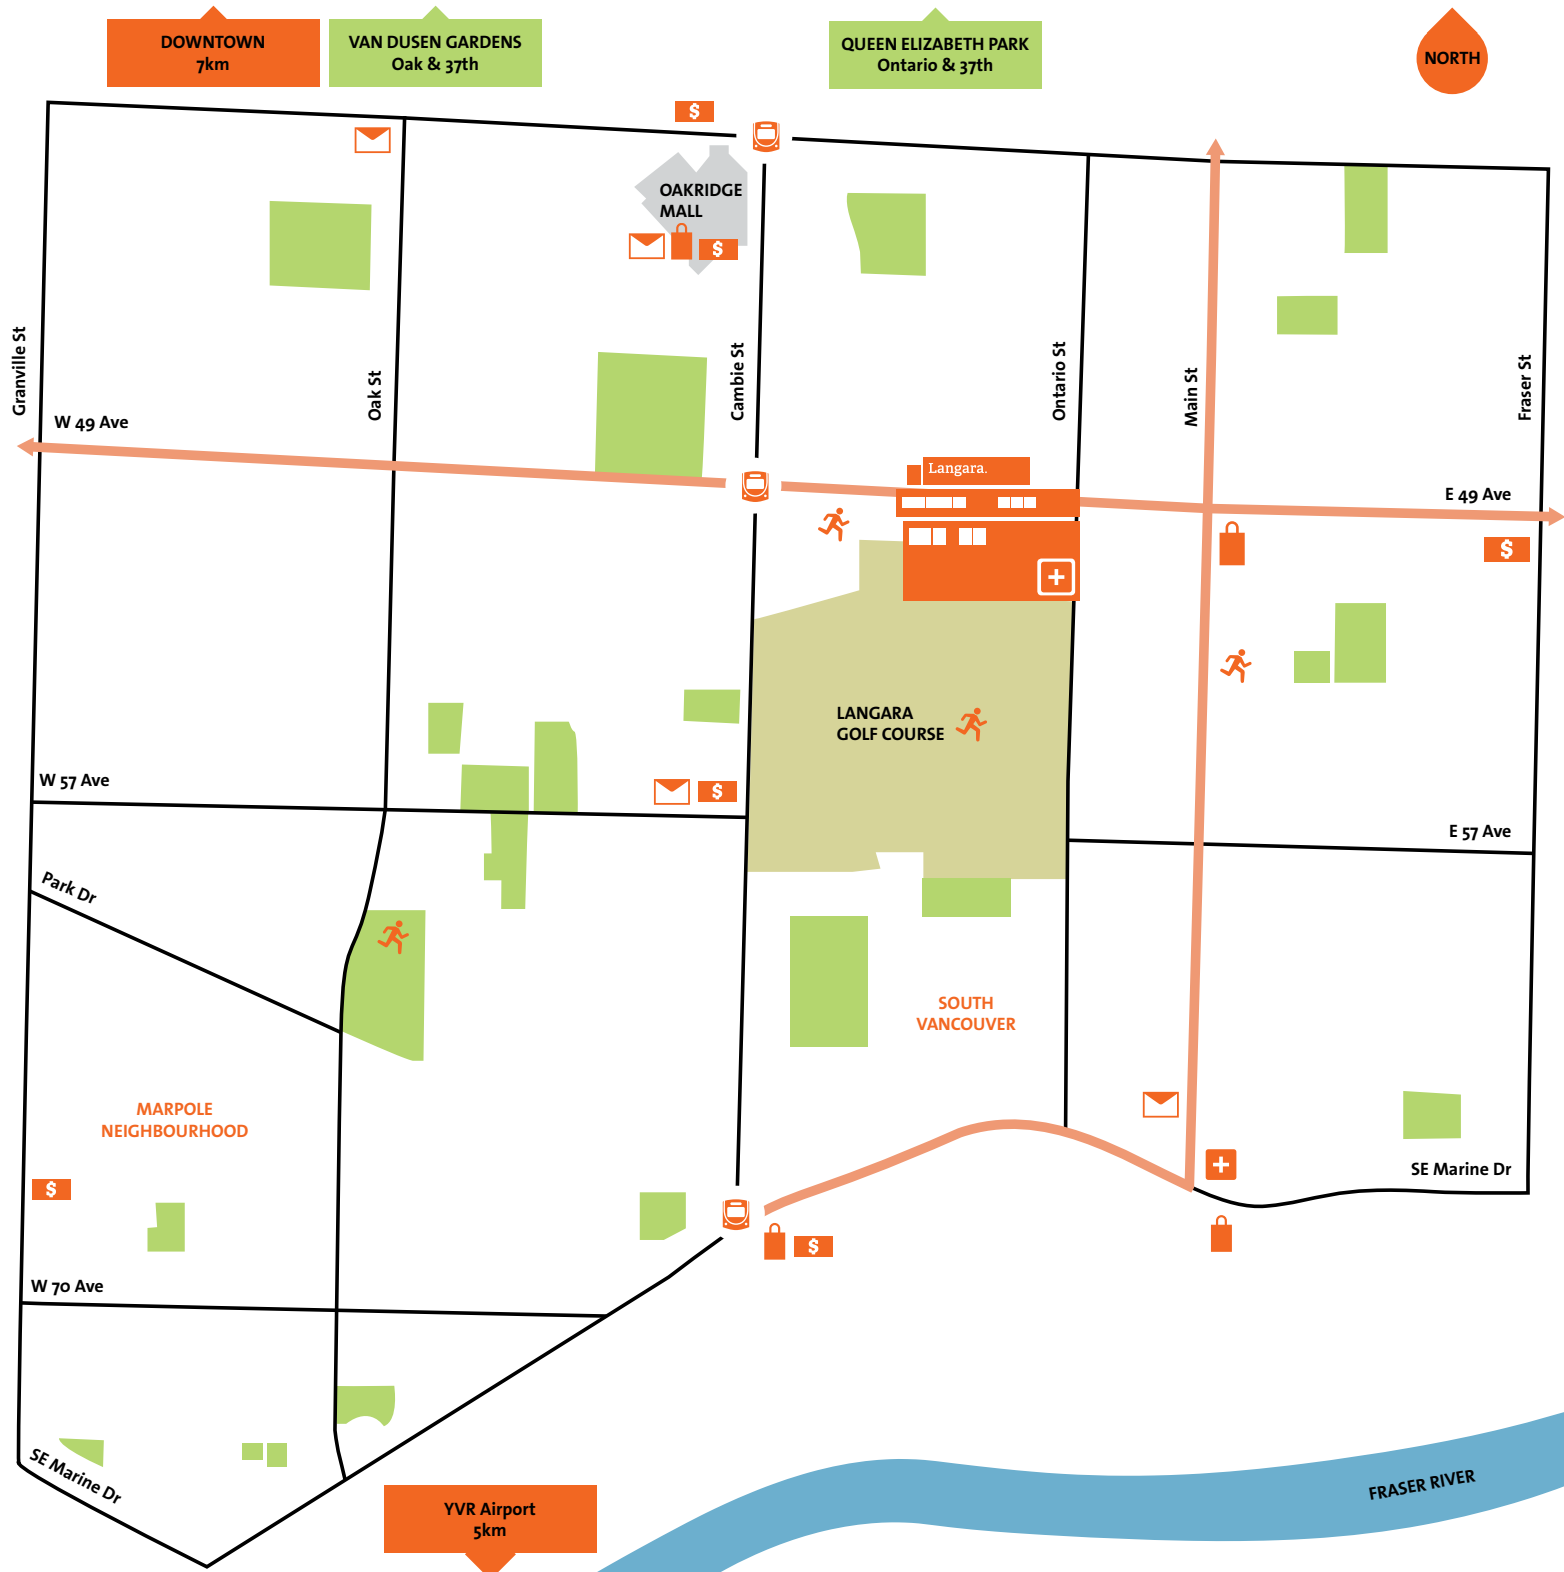 DOWNTOWN
7km
VAN DUSEN GARDENS
Oak & 37th
QUEEN ELIZABETH PARK
Ontario & 37th
NORTH
$
OAKRIDGE
MALL
$
Granville St
Oak St
Cambie St
Ontario St
Main St
Fraser St
W 49 Ave
Langara.
E 49 Ave
$
LANGARA
GOLF COURSE
W 57 Ave
$
E 57 Ave
Park Dr
SOUTH
VANCOUVER
MARPOLE
NEIGHBOURHOOD
SE Marine Dr
$
$
W 70 Ave
SE Marine Dr
FRASER RIVER
YVR Airport
5km